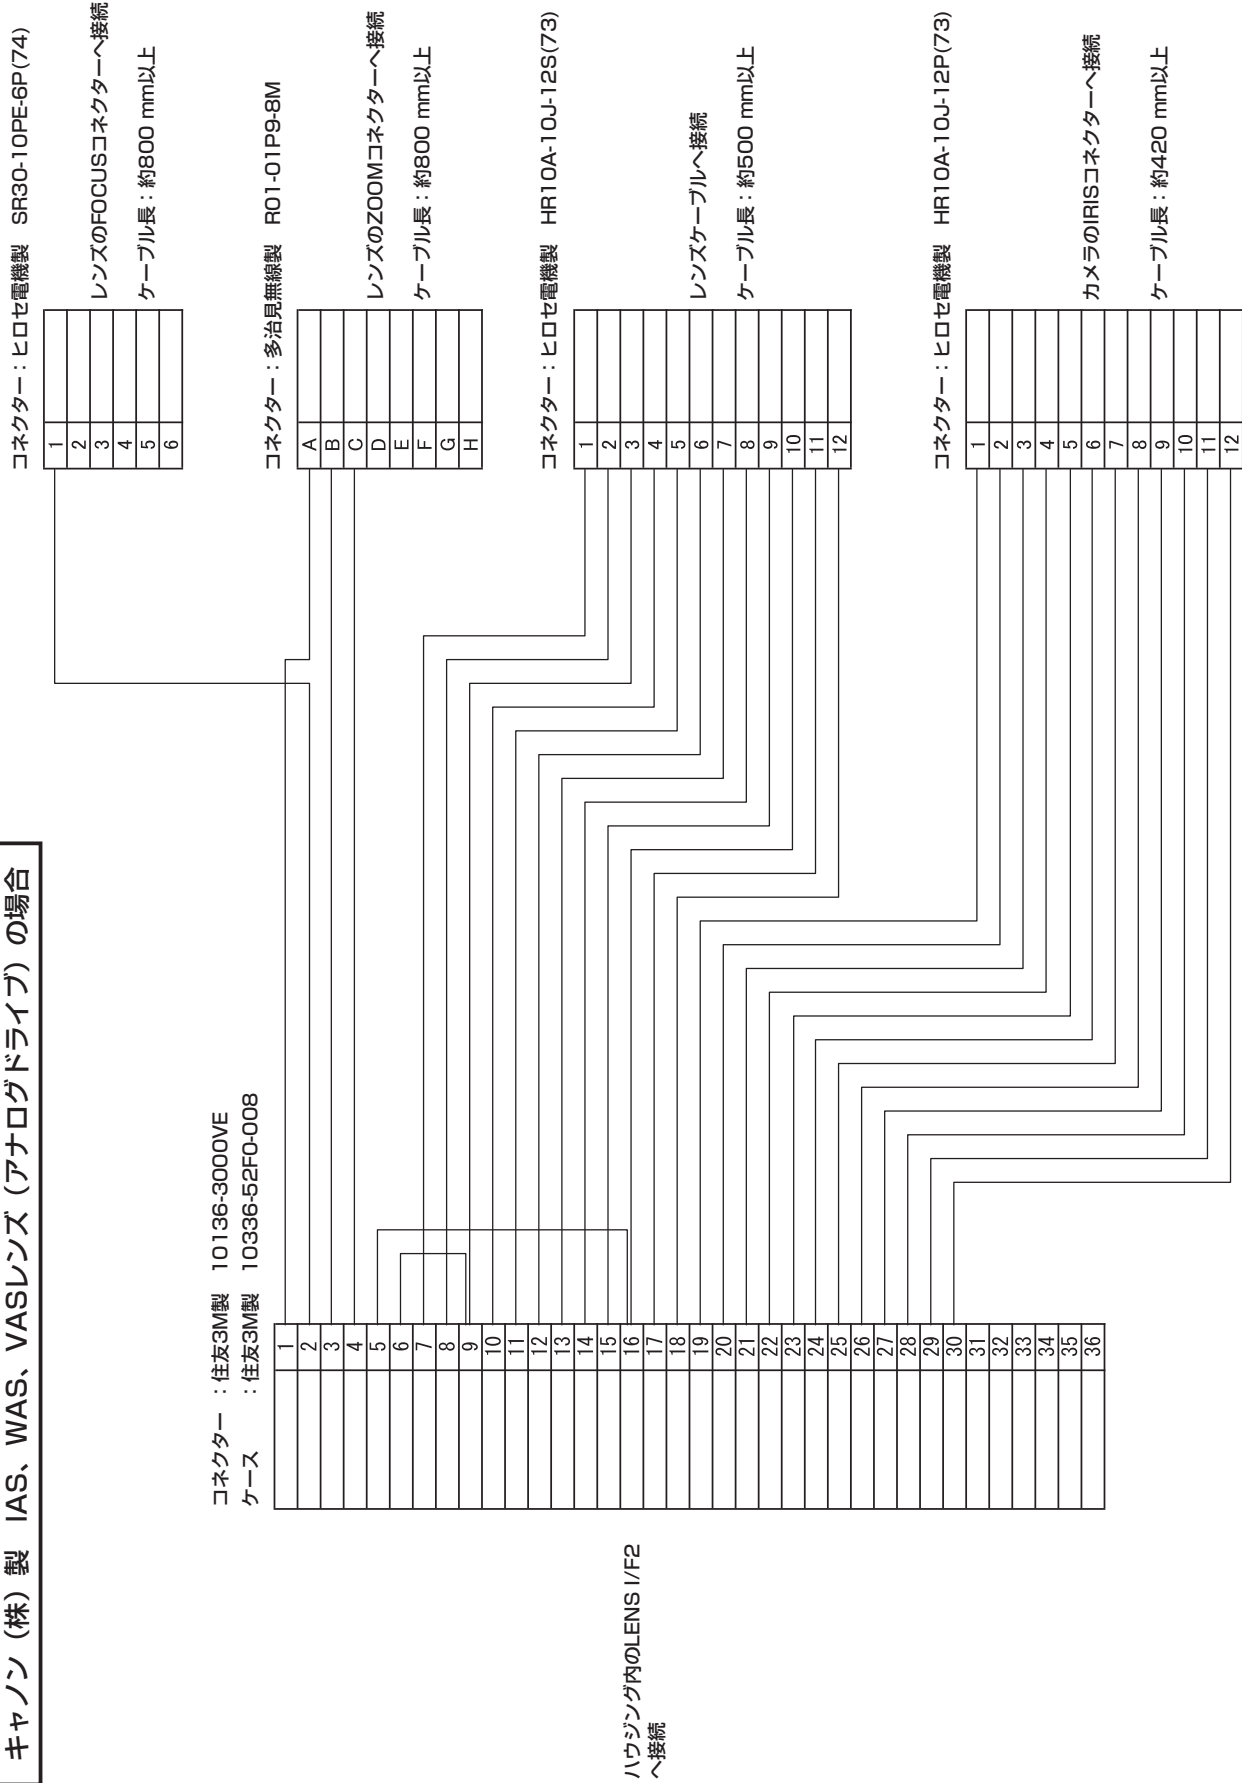 キャノン（株）製　IAS、WAS、VASレンズ（アナログドライブ）の場合
コネクター　：住友3M製　10136-3000VE
ケース　　　：住友3M製　10336-52F0-008
1
2
3
4
5
6
7
8
9
10
11
12
13
14
15
16
17
18
19
20
21
22
23
24
25
26
27
28
29
30
31
32
33
34
35
36
ハウジング内のLENS I/F2
へ接続
コネクター：ヒロセ電機製　SR30-10PE-6P(74)
1
2
3
4
5
6
レンズのFOCUSコネクターへ接続
ケーブル長：約800 mm以上
コネクター：多治見無線製　R01-01P9-8M
A
B
C
D
E
F
G
H
レンズのZOOMコネクターへ接続
ケーブル長：約800 mm以上
コネクター：ヒロセ電機製　HR10A-10J-12S(73)
1
2
3
4
5
6
7
8
9
10
11
12
レンズケーブルへ接続
ケーブル長：約500 mm以上
コネクター：ヒロセ電機製　HR10A-10J-12P(73)
1
2
3
4
5
6
7
8
9
10
11
12
カメラのIRISコネクターへ接続
ケーブル長：約420 mm以上